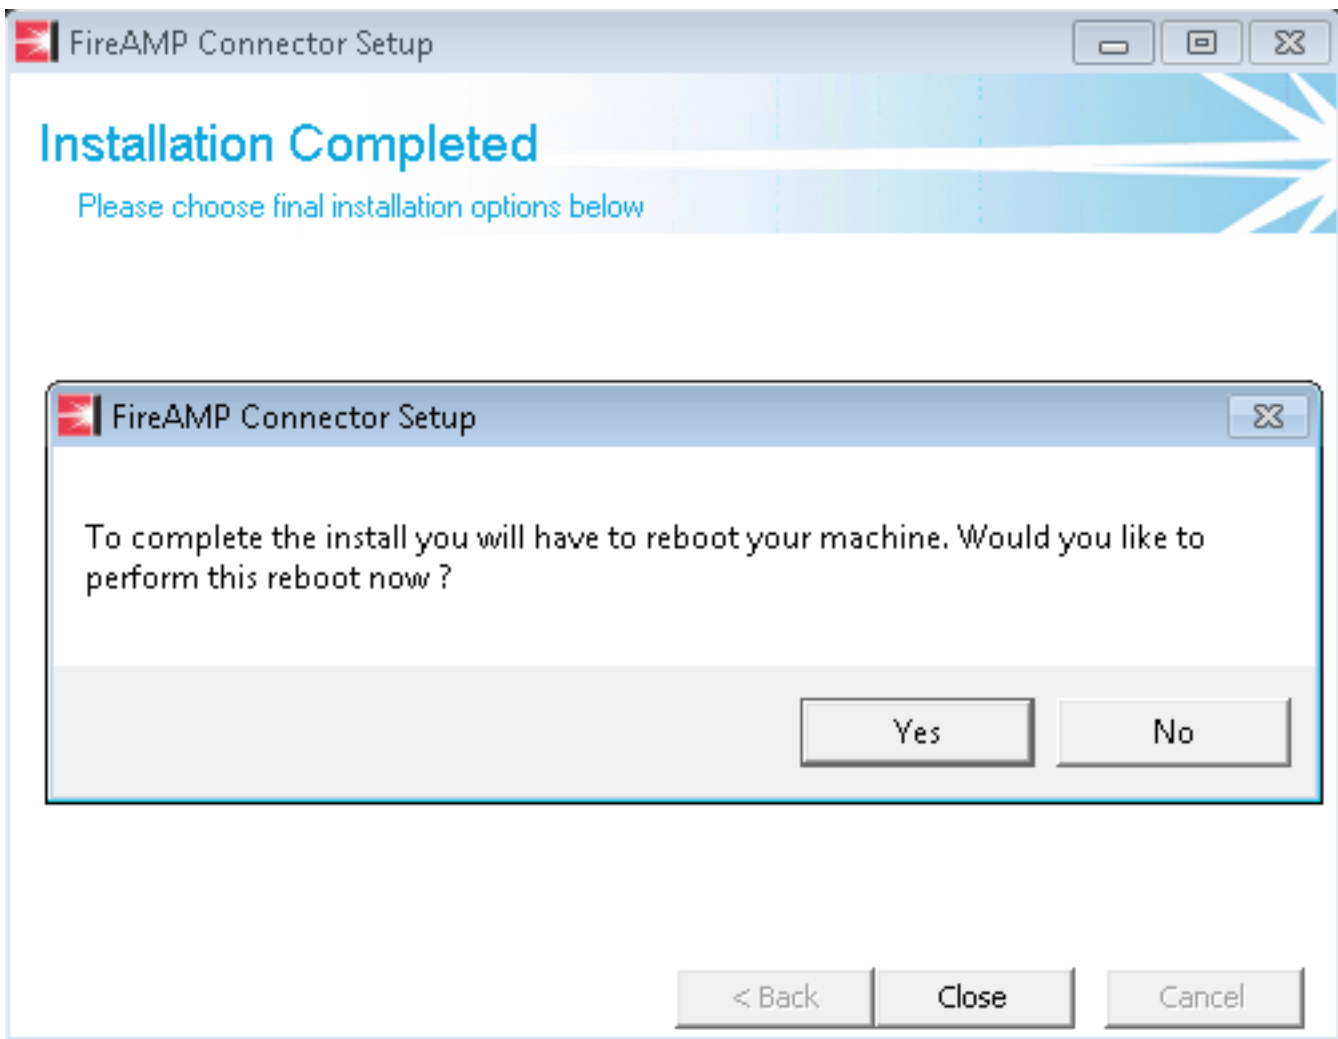 FireAMP Connector Setup
Installation Completed
Please choose final installation options below
FireAMP Connector Setup
To complete the install you will have to reboot your machine. Would you like to
perform this reboot now ?
Yes No
< Back Close Cancel